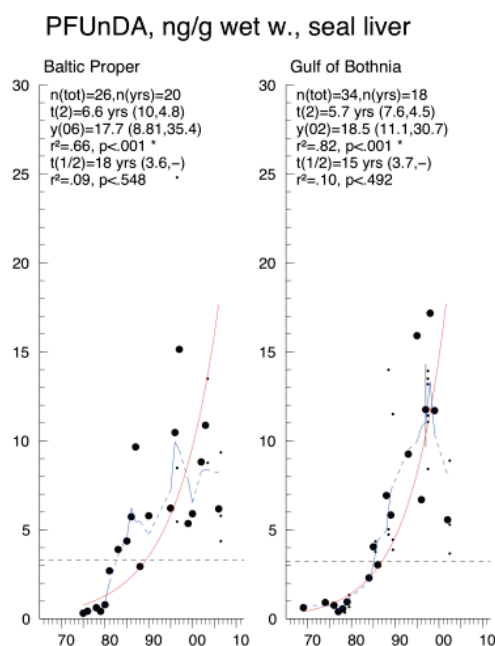 PFUnDA, ng/g wet w., seal liver
Baltic Proper
30
n(tot)=26,n(yrs)=20
t(2)=6.6 yrs (10,4.8)
y(06)=17.7 (8.81,35.4)
r²=.66, p<.001 *
t(1/2)=18 yrs (3.6,–)
r²=.09, p<.548
25
20
15
10
5
0
70 80 90 00 10
Gulf of Bothnia
30
n(tot)=34,n(yrs)=18
t(2)=5.7 yrs (7.6,4.5)
y(02)=18.5 (11.1,30.7)
r²=.82, p<.001 *
t(1/2)=15 yrs (3.7,–)
r²=.10, p<.492
25
20
15
10
5
0
70 80 90 00 10